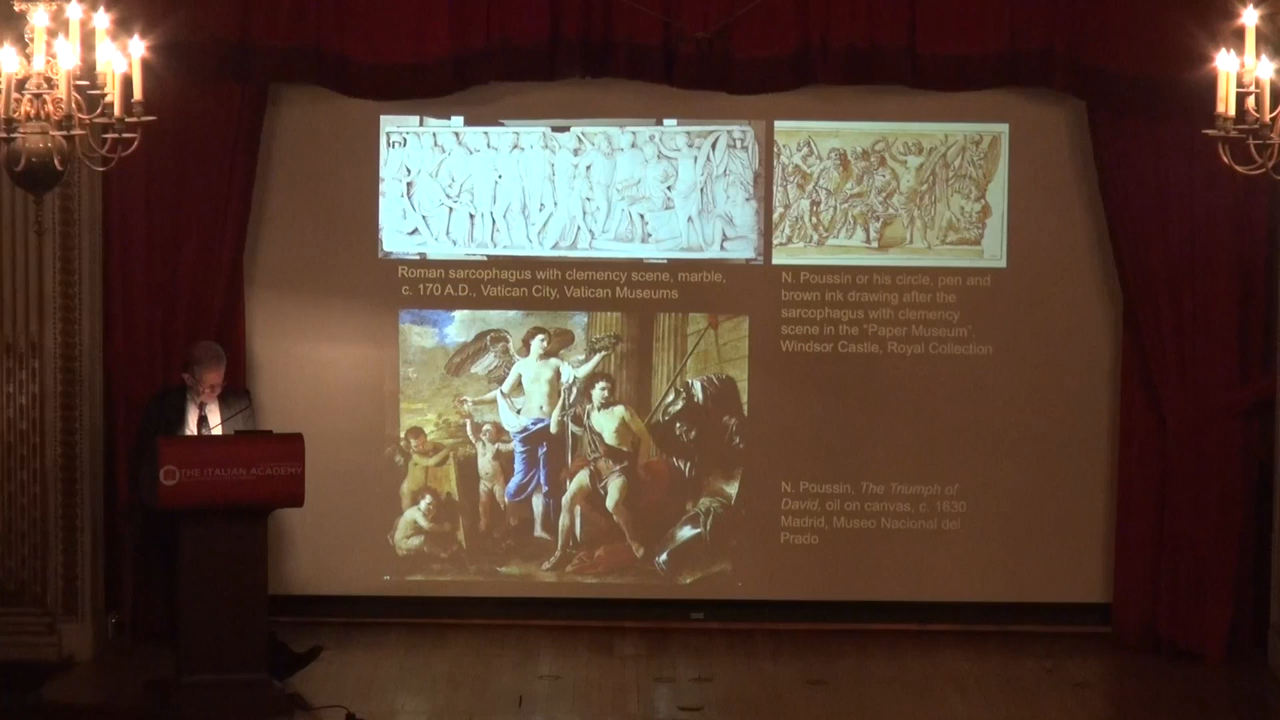 Roman sarcophagus with clemency scene, marble,
c. 170 A.D., Vatican City, Vatican Museums
N. Poussin or his circle, pen and
brown ink drawing after the
sarcophagus with clemency
scene in the "Paper Museum",
Windsor Castle, Royal Collection
N. Poussin, The Triumph of
David, oil on canvas, c. 1630
Madrid, Museo Nacional del
Prado
THE ITALIAN ACADEMY